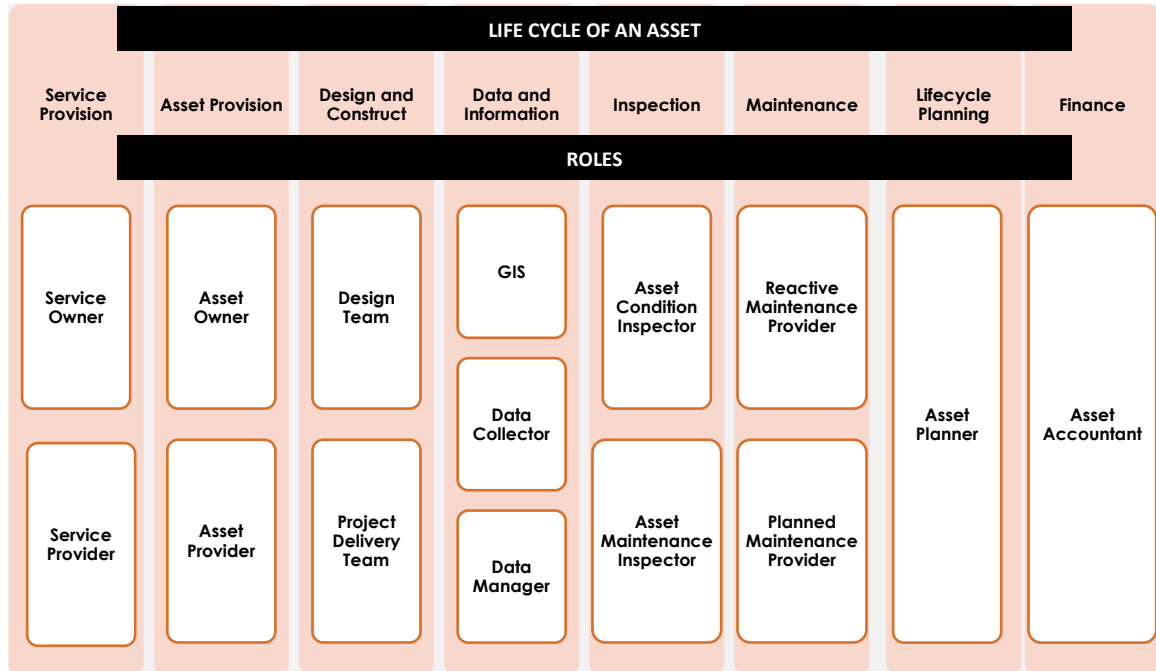 LIFE CYCLE OF AN ASSET
Service
Provision
Asset Provision
Design and
Construct
Data and
Information
Inspection
Maintenance
Lifecycle
Planning
Finance
ROLES
Service
Owner
Asset
Owner
Design
Team
GIS
Asset
Condition
Inspector
Reactive
Maintenance
Provider
Data
Collector
Asset
Planner
Asset
Accountant
Service
Provider
Asset
Provider
Project
Delivery
Team
Data
Manager
Asset
Maintenance
Inspector
Planned
Maintenance
Provider